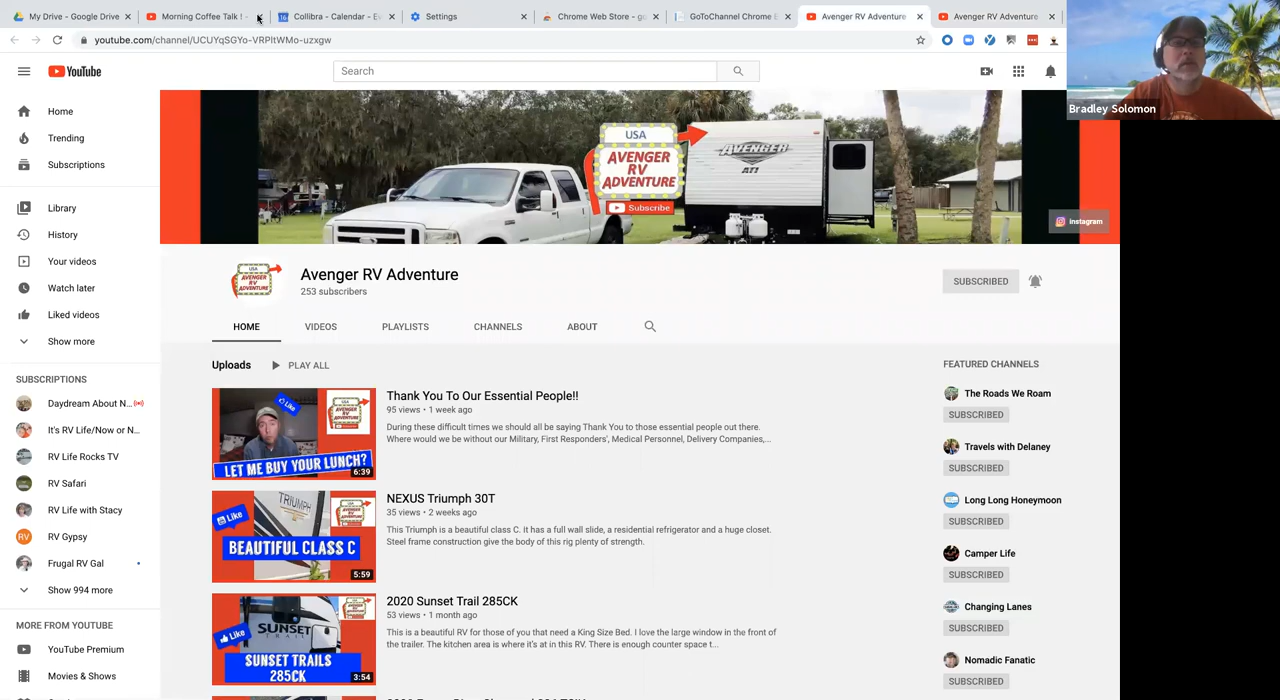 My Drive - Google Drive
Morning Coffee Talk ! -
Collibra - Calendar - Ev
Settings
Chrome Web Store - go
GoToChannel Chrome E
Avenger RV Adventure
Avenger RV Adventure
youtube.com/channel/UCUYqSGYo-VRPItWMo-uzxgw
YouTube
Search
Bradley Solomon
Home
Trending
Subscriptions
Library
History
Your videos
Watch later
Liked videos
Show more
SUBSCRIPTIONS
Daydream About N...
It's RV Life/Now or N...
RV Life Rocks TV
RV Safari
RV Life with Stacy
RV Gypsy
Frugal RV Gal
Show 994 more
MORE FROM YOUTUBE
YouTube Premium
Movies & Shows
USA
AVENGER
RV
ADVENTURE
Subscribe
AVENGER
ATI
instagram
Avenger RV Adventure
253 subscribers
SUBSCRIBED
HOME
VIDEOS
PLAYLISTS
CHANNELS
ABOUT
Uploads
PLAY ALL
Like
LET ME BUY YOUR LUNCH?
6:39
Thank You To Our Essential People!!
95 views • 1 week ago
During these difficult times we should all be saying Thank You to those essential people out there.
Where would we be without our Military, First Responders', Medical Personnel, Delivery Companies,...
TRIUMPH
Like
BEAUTIFUL CLASS C
5:59
NEXUS Triumph 30T
35 views • 2 weeks ago
This Triumph is a beautiful class C. It has a full wall slide, a residential refrigerator and a huge closet.
Steel frame construction give the body of this rig plenty of strength.
Like
SUNSET
TRAIL
SUNSET TRAILS
285CK
3:54
2020 Sunset Trail 285CK
53 views • 1 month ago
This is a beautiful RV for those of you that need a King Size Bed. I love the large window in the front of
the trailer. The kitchen area is where it's at in this RV. There is enough counter space t...
FEATURED CHANNELS
The Roads We Roam
SUBSCRIBED
Travels with Delaney
SUBSCRIBED
Long Long Honeymoon
SUBSCRIBED
Camper Life
SUBSCRIBED
Changing Lanes
SUBSCRIBED
Nomadic Fanatic
SUBSCRIBED